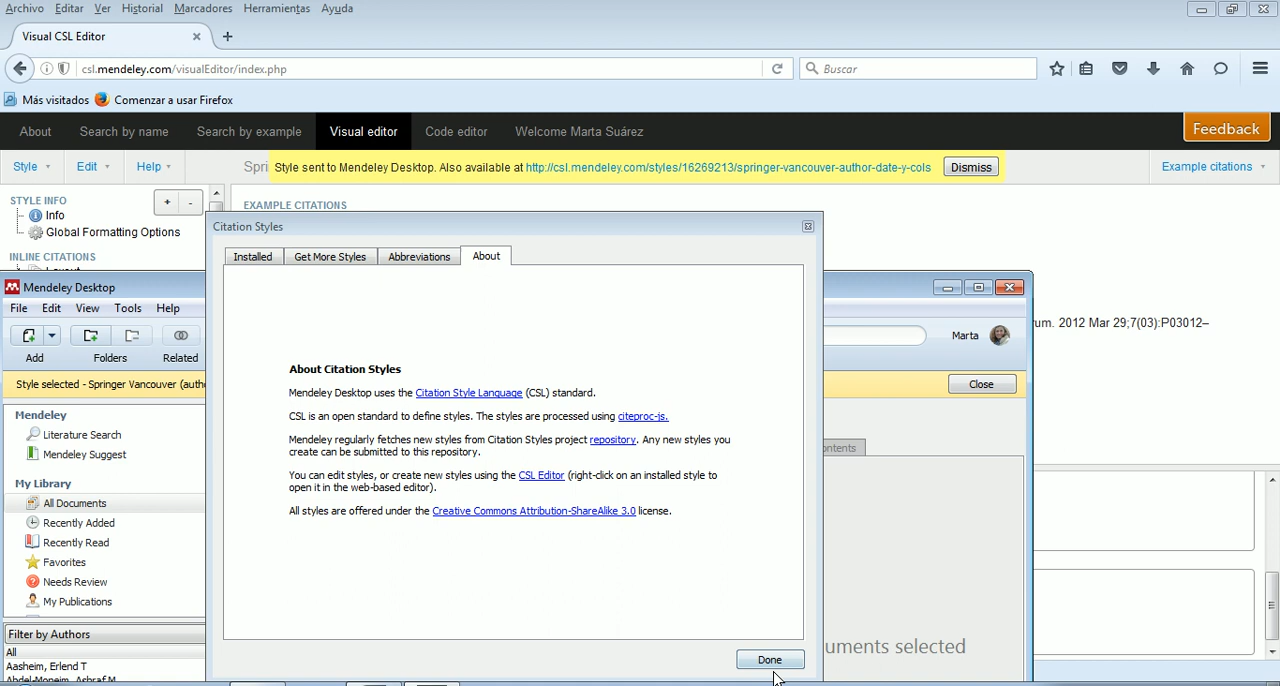 Archivo Editar Ver Historial Marcadores Herramientas Ayuda
Visual CSL Editor
csl.mendeley.com/visualEditor/index.php
Buscar
Más visitados Comenzar a usar Firefox
About Search by name Search by example Visual editor Code editor Welcome Marta Suárez Feedback
Style Edit Help Spri Style sent to Mendeley Desktop. Also available at http://csl.mendeley.com/styles/16269213/springer-vancouver-author-date-y-cols Dismiss Example citations
STYLE INFO + -
EXAMPLE CITATIONS
Info
Global Formatting Options
INLINE CITATIONS
Citation Styles
Installed Get More Styles Abbreviations About
Mendeley Desktop
File Edit View Tools Help
Add Folders Related
Marta
um. 2012 Mar 29;7(03):P03012–
Style selected - Springer Vancouver (auth
Close
About Citation Styles
Mendeley Desktop uses the Citation Style Language (CSL) standard.
CSL is an open standard to define styles. The styles are processed using citeproc-js.
Mendeley regularly fetches new styles from Citation Styles project repository. Any new styles you
create can be submitted to this repository.
You can edit styles, or create new styles using the CSL Editor (right-click on an installed style to
open it in the web-based editor).
All styles are offered under the Creative Commons Attribution-ShareAlike 3.0 license.
Done
Mendeley
Literature Search
Mendeley Suggest
My Library
All Documents
Recently Added
Recently Read
Favorites
Needs Review
My Publications
Filter by Authors
All
Aasheim, Erlend T
Abdel-Moneim, Ashraf M
ontents
uments selected